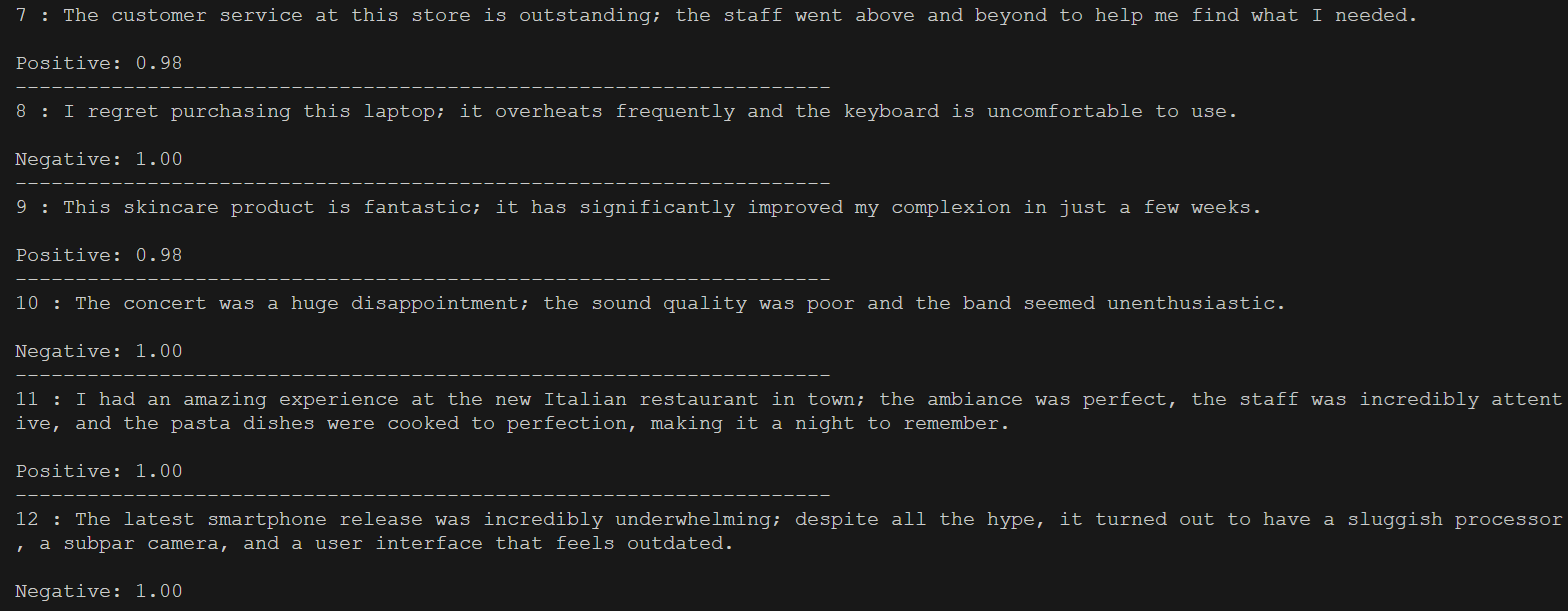 7 : The customer service at this store is outstanding; the staff went above and beyond to help me find what I needed.
Positive: 0.98
--------------------------------------------------------------------
8 : I regret purchasing this laptop; it overheats frequently and the keyboard is uncomfortable to use.
Negative: 1.00
--------------------------------------------------------------------
9 : This skincare product is fantastic; it has significantly improved my complexion in just a few weeks.
Positive: 0.98
--------------------------------------------------------------------
10 : The concert was a huge disappointment; the sound quality was poor and the band seemed unenthusiastic.
Negative: 1.00
--------------------------------------------------------------------
11 : I had an amazing experience at the new Italian restaurant in town; the ambiance was perfect, the staff was incredibly attent
ive, and the pasta dishes were cooked to perfection, making it a night to remember.
Positive: 1.00
--------------------------------------------------------------------
12 : The latest smartphone release was incredibly underwhelming; despite all the hype, it turned out to have a sluggish processor
, a subpar camera, and a user interface that feels outdated.
Negative: 1.00